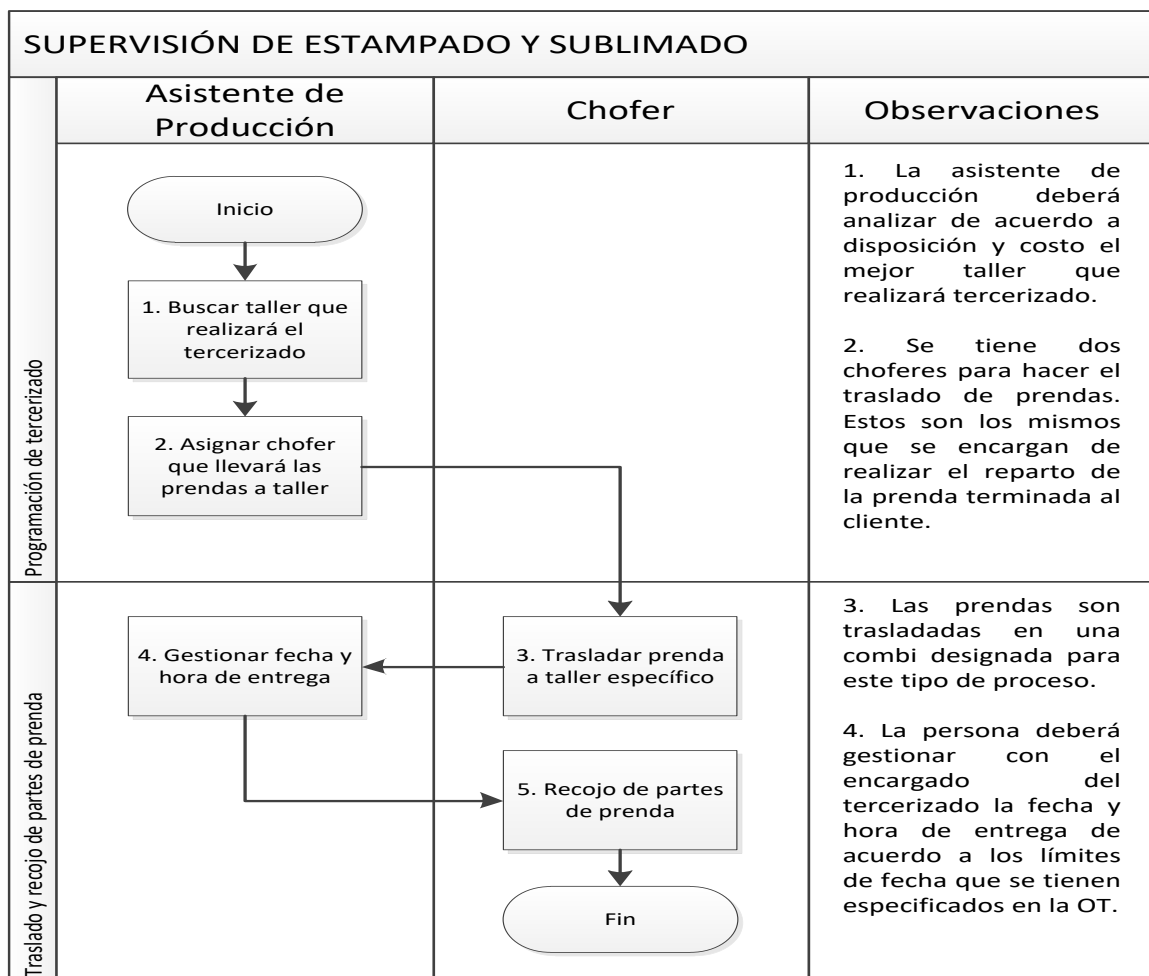 SUPERVISIÓN DE ESTAMPADO Y SUBLIMADO
Asistente de
Producción
Chofer
Observaciones
Programación de tercerizado
Inicio
1. Buscar taller que
realizará el
tercerizado
2. Asignar chofer
que llevará las
prendas a taller
1. La asistente de
producción deberá
analizar de acuerdo a
disposición y costo el
mejor taller que
realizará tercerizado.
2. Se tiene dos
choferes para hacer el
traslado de prendas.
Estos son los mismos
que se encargan de
realizar el reparto de
la prenda terminada al
cliente.
Traslado y recojo de partes de prenda
4. Gestionar fecha y
hora de entrega
3. Trasladar prenda
a taller específico
5. Recojo de partes
de prenda
Fin
3. Las prendas son
trasladadas en una
combi designada para
este tipo de proceso.
4. La persona deberá
gestionar con el
encargado del
tercerizado la fecha y
hora de entrega de
acuerdo a los límites
de fecha que se tienen
especificados en la OT.